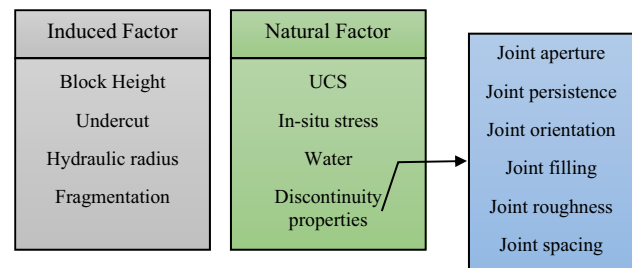 Induced Factor
Block Height
Undercut
Hydraulic radius
Fragmentation
Natural Factor
UCS
In-situ stress
Water
Discontinuity
properties
Joint aperture
Joint persistence
Joint orientation
Joint filling
Joint roughness
Joint spacing